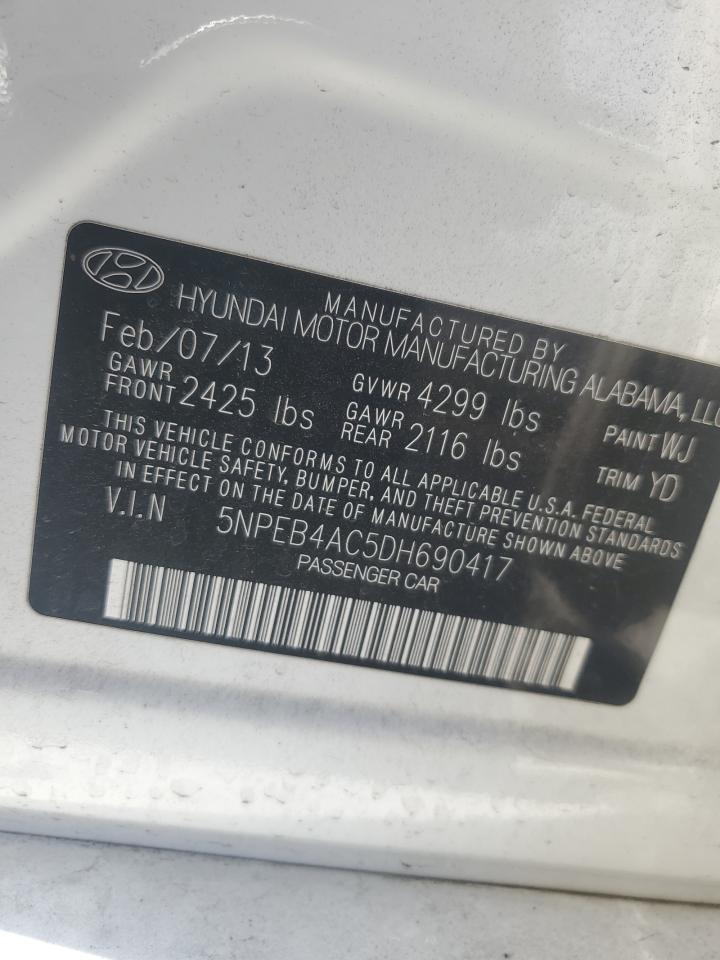 MANUFACTURED BY
HYUNDAI MOTOR MANUFACTURING ALABAMA, LLC
Feb/07/13 GVWR 4299 lbs PAINT WJ
GAWR FRONT 2425 lbs GAWR REAR 2116 lbs TRIM YD
THIS VEHICLE CONFORMS TO ALL APPLICABLE U.S.A. FEDERAL
MOTOR VEHICLE SAFETY, BUMPER, AND THEFT PREVENTION STANDARDS
IN EFFECT ON THE DATE OF MANUFACTURE SHOWN ABOVE
V.I.N 5NPEB4AC5DH690417
PASSENGER CAR